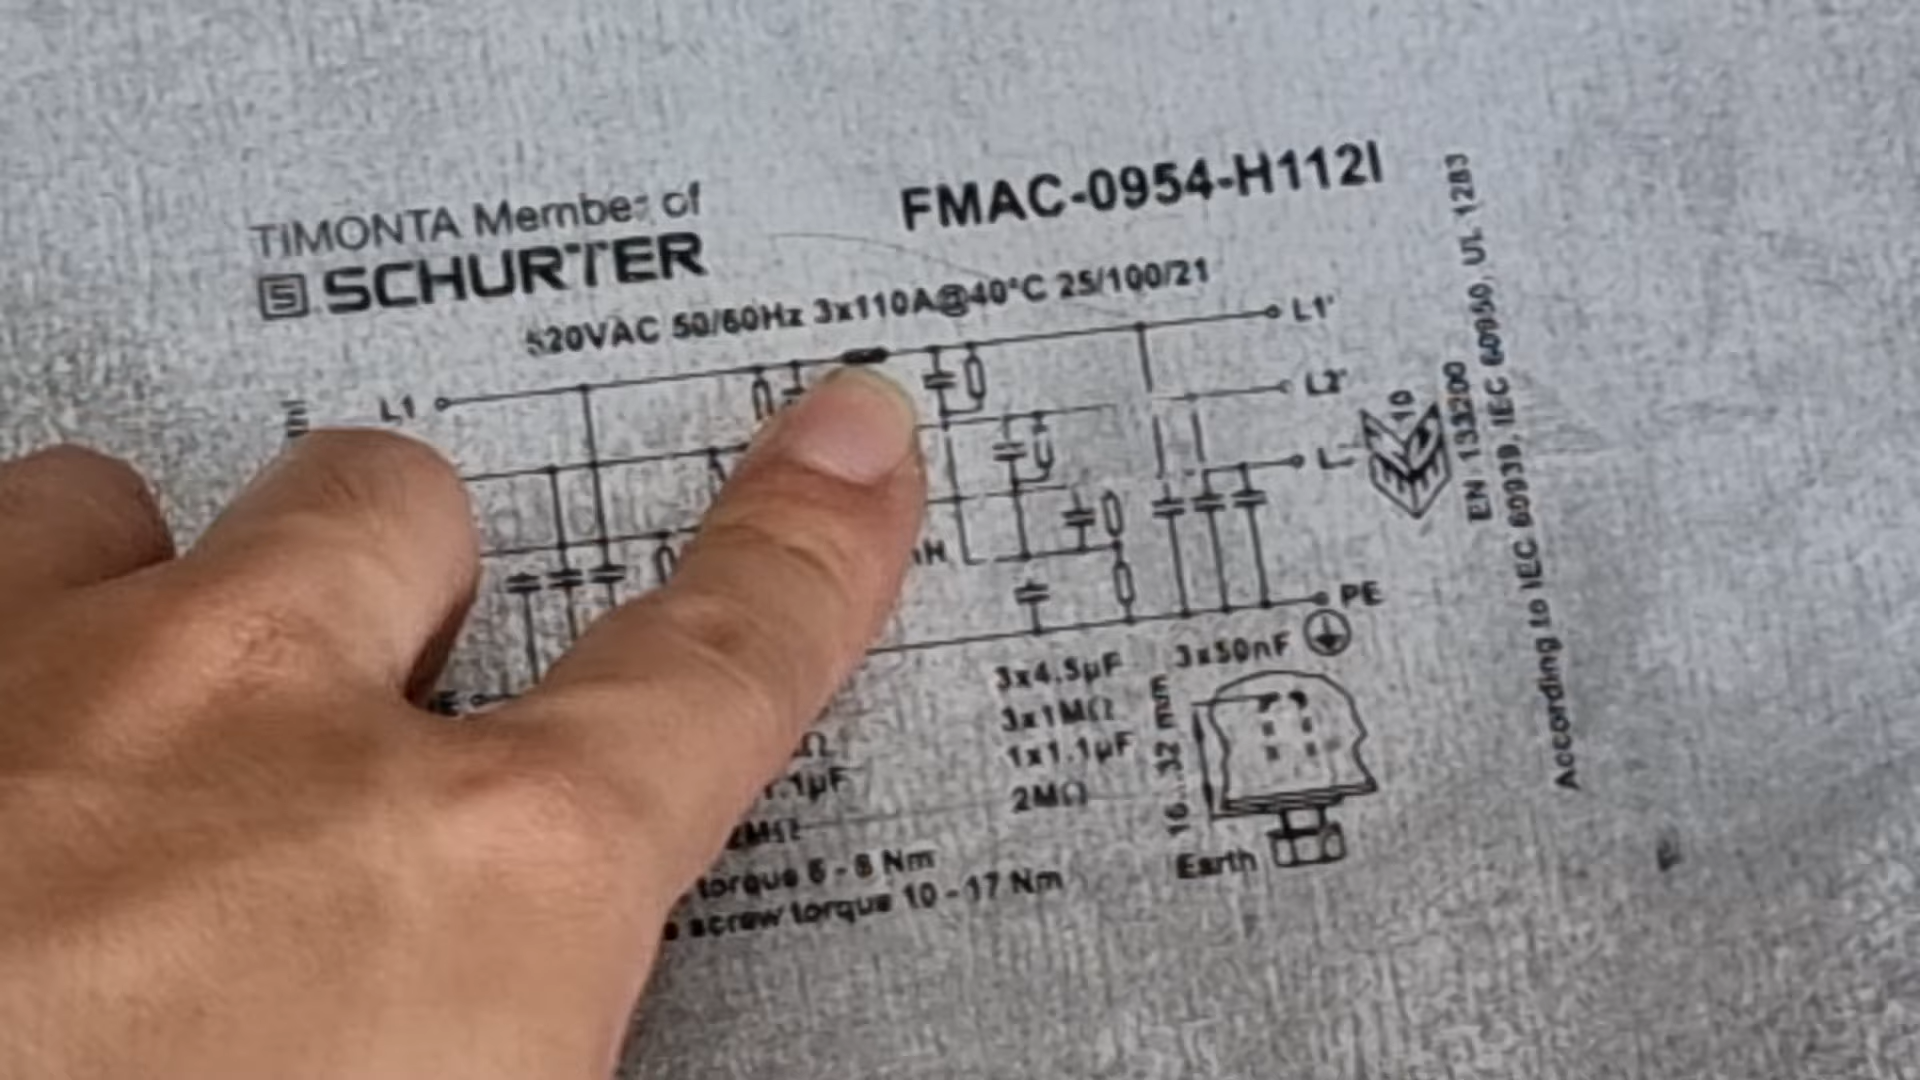 TIMONTA Member of
SCHURTER
FMAC-0954-H112I
520VAC 50/60Hz 3x110A@40°C 25/100/21
L1
L1'
L2'
10
PE
3x4.5µF
3x50nF
3x1MΩ
1x1.1µF
2MΩ
16..32 mm
Earth
torque 6 - 8 Nm
screw torque 10 - 17 Nm
EN 133200
According to IEC 60939, IEC 60950, UL 1283